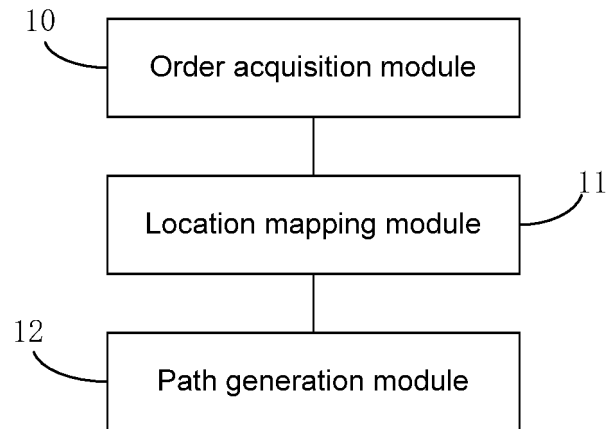 10
Order acquisition module
11
Location mapping module
12
Path generation module